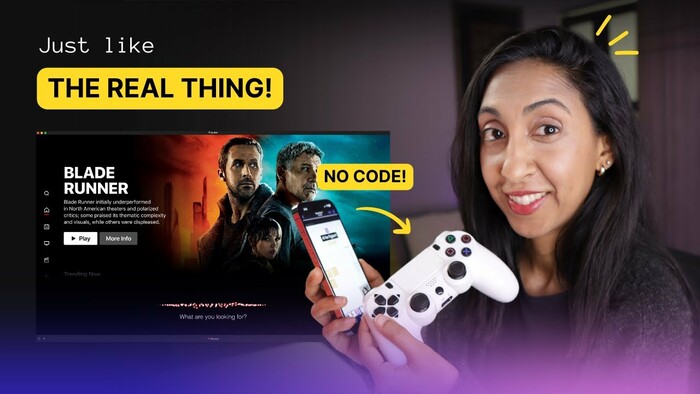 Just like
THE REAL THING!
BLADE
RUNNER
Blade Runner initially underperformed
in North American theaters and polarized
critics; some praised its thematic complexity
and visuals, while others were displeased.
Play
More Info
Trending Now
What are you looking for?
NO CODE!